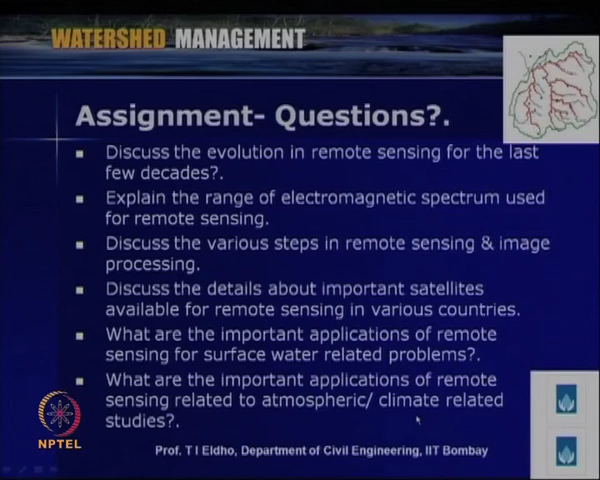 WATERSHED MANAGEMENT
Assignment- Questions?.
Discuss the evolution in remote sensing for the last
few decades?.
Explain the range of electromagnetic spectrum used
for remote sensing.
Discuss the various steps in remote sensing & image
processing.
Discuss the details about important satellites
available for remote sensing in various countries.
What are the important applications of remote
sensing for surface water related problems?.
What are the important applications of remote
sensing related to atmospheric/ climate related
studies?.
NPTEL
Prof. T I Eldho, Department of Civil Engineering, IIT Bombay